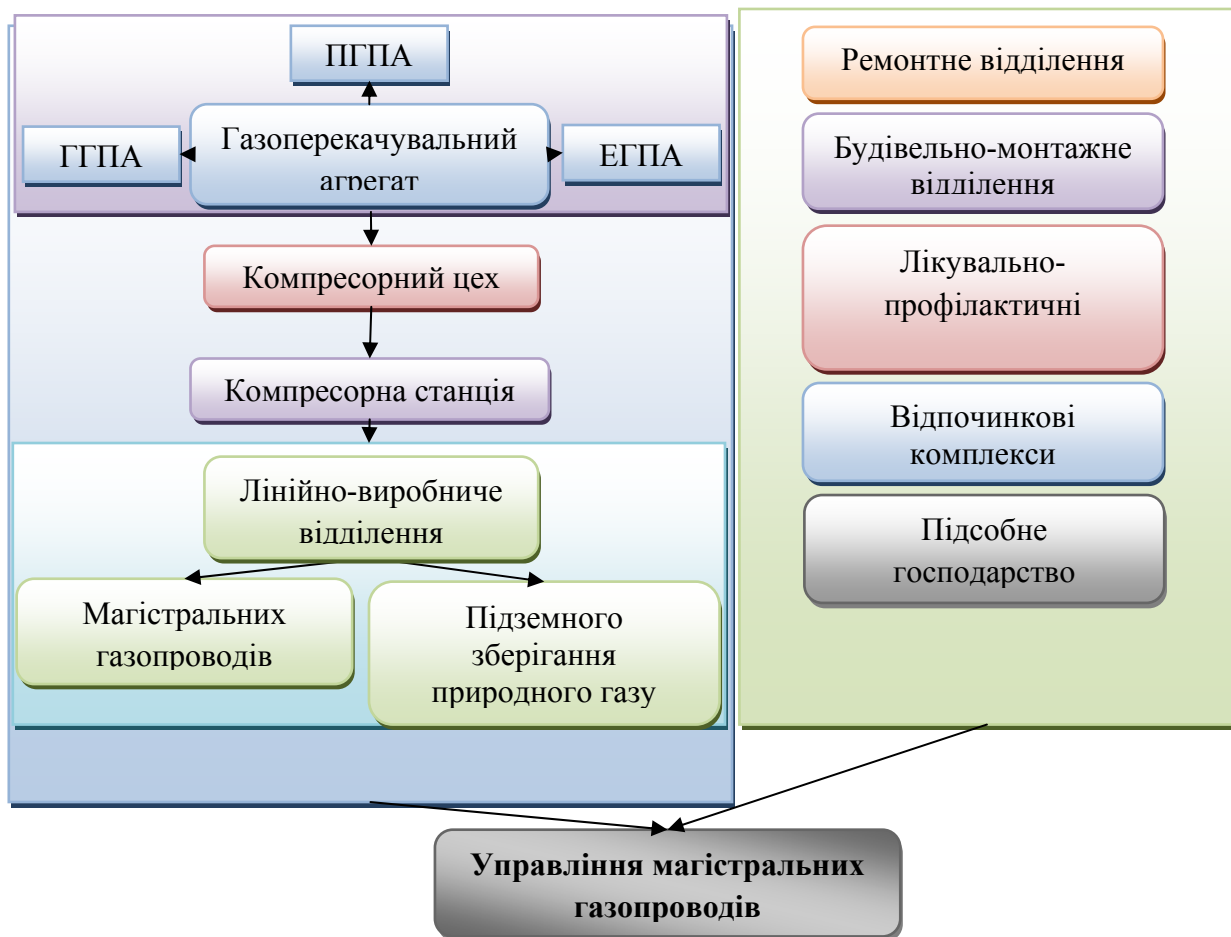 ПГПА
ГГПА
Газоперекачувальний
агрегат
ЕГПА
Компресорний цех
Компресорна станція
Лінійно-виробниче
відділення
Магістральних
газопроводів
Підземного
зберігання
природного газу
Ремонтне відділення
Будівельно-монтажне
відділення
Лікувально-
профілактичні
Відпочинкові
комплекси
Підсобне
господарство
Управління магістральних
газопроводів